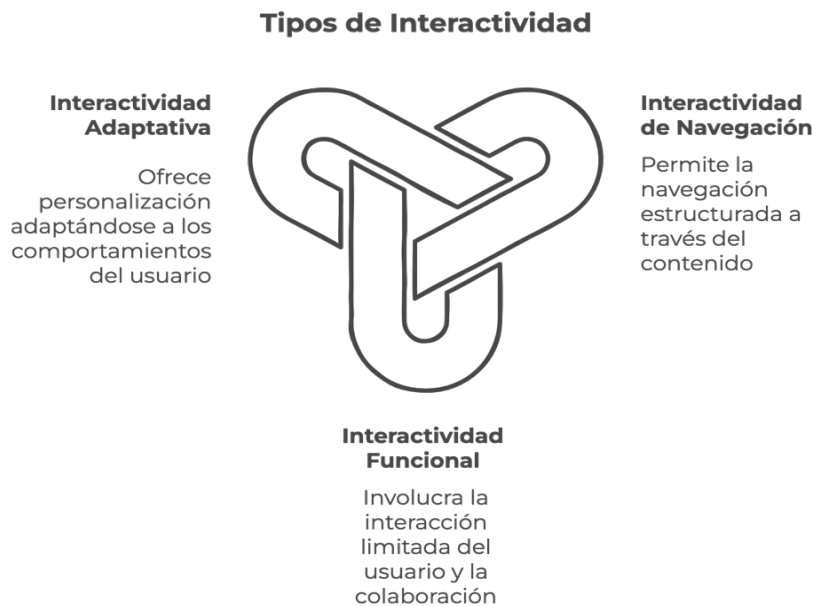 Tipos de Interactividad
Interactividad
Adaptativa
Ofrece
personalización
adaptándose a los
comportamientos
del usuario
Interactividad
de Navegación
Permite la
navegación
estructurada a
través del
contenido
Interactividad
Funcional
Involucra la
interacción
limitada del
usuario y la
colaboración